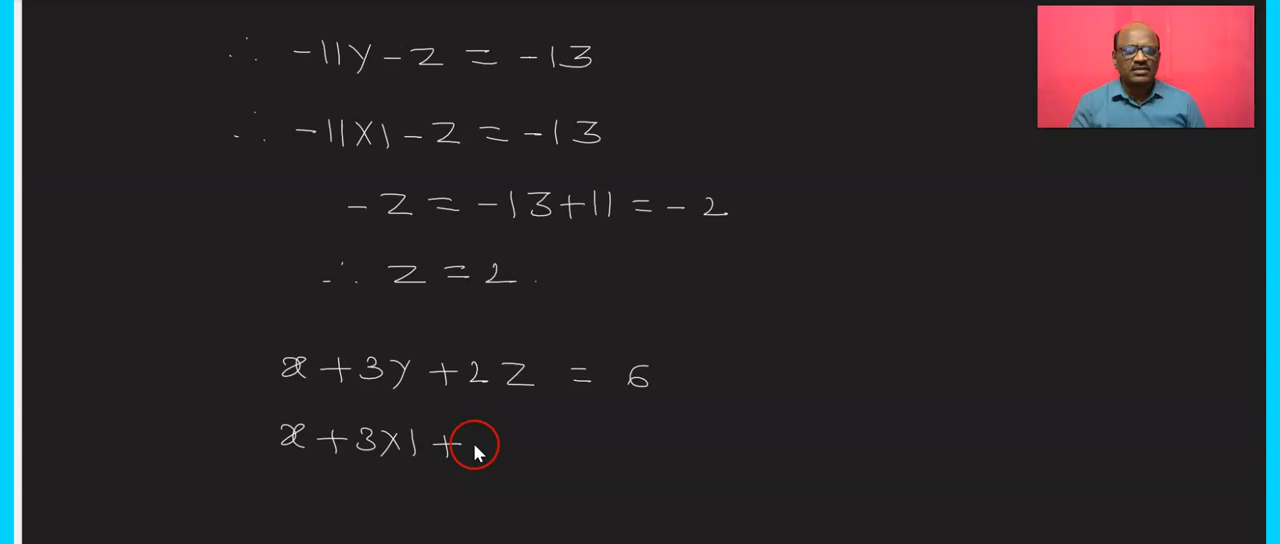 ∴ -11y - z = -13
∴ -11×1 - z = -13
-z = -13+11 = -2
∴ z = 2.
x + 3y + 2z = 6
x + 3×1 +